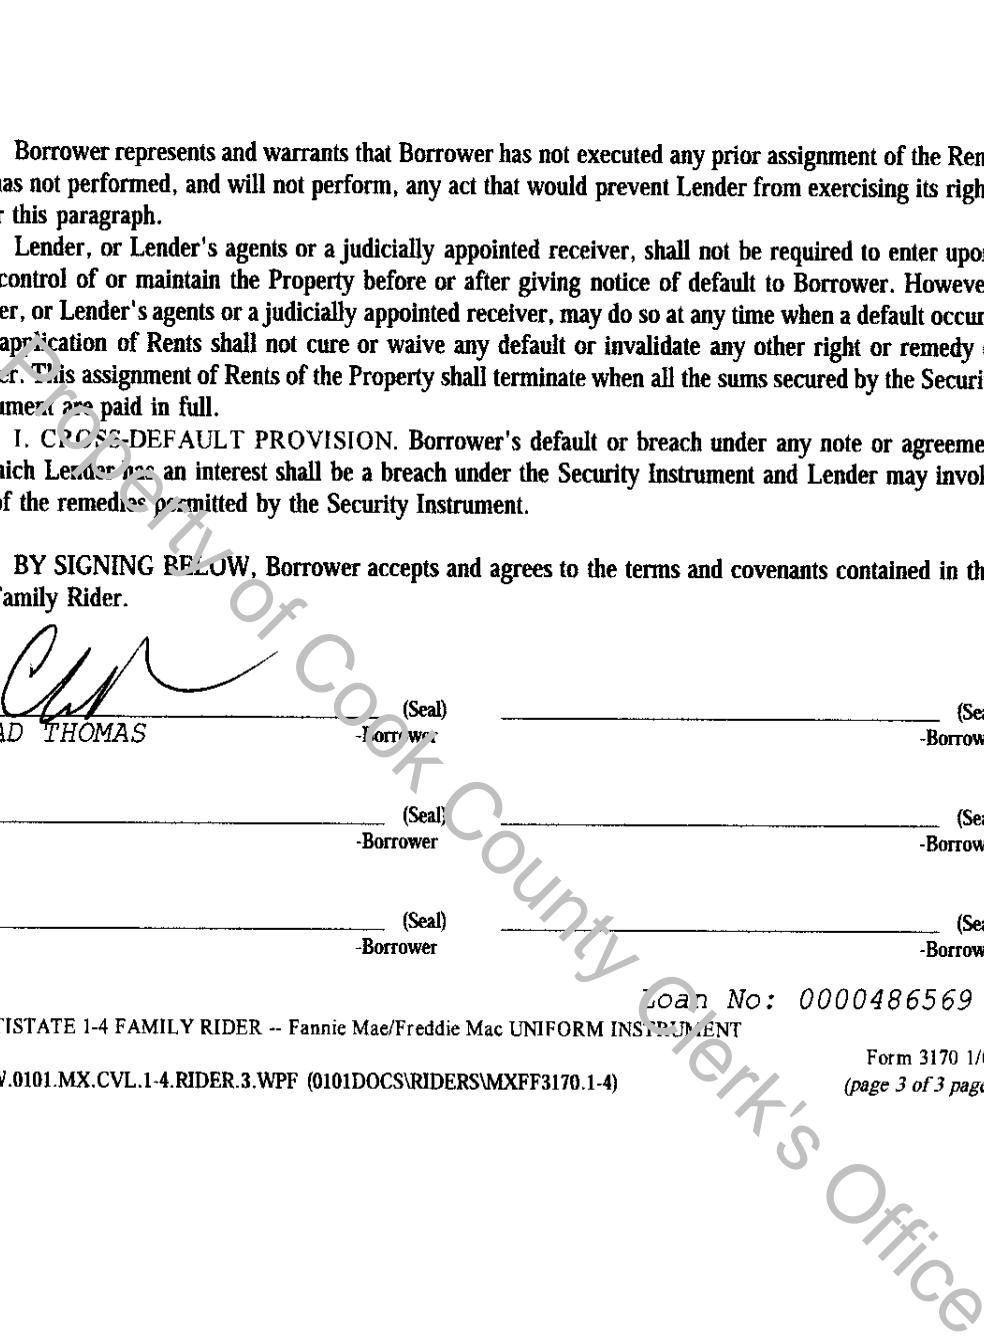 Borrower represents and warrants that Borrower has not executed any prior assignment of the Ren
as not performed, and will not perform, any act that would prevent Lender from exercising its righ
r this paragraph.
Lender, or Lender's agents or a judicially appointed receiver, shall not be required to enter upo
control of or maintain the Property before or after giving notice of default to Borrower. Howeve
er, or Lender's agents or a judicially appointed receiver, may do so at any time when a default occur
application of Rents shall not cure or waive any default or invalidate any other right or remedy
er. This assignment of Rents of the Property shall terminate when all the sums secured by the Securi
ument are paid in full.
I. CROSS-DEFAULT PROVISION. Borrower's default or breach under any note or agreeme
hich Lender has an interest shall be a breach under the Security Instrument and Lender may invol
of the remedies permitted by the Security Instrument.
BY SIGNING BELOW, Borrower accepts and agrees to the terms and covenants contained in th
Family Rider.
(Seal) (Sea
AD THOMAS -Borrower -Borrow
(Seal) (Sea
-Borrower -Borrow
(Seal) (Sea
-Borrower -Borrow
Loan No: 0000486569
TISTATE 1-4 FAMILY RIDER -- Fannie Mae/Freddie Mac UNIFORM INSTRUMENT
Form 3170 1/0
V.0101.MX.CVL.1-4.RIDER.3.WPF (0101DOCS\RIDERS\MXFF3170.1-4) (page 3 of 3 page
Property of Cook County Clerk's Office